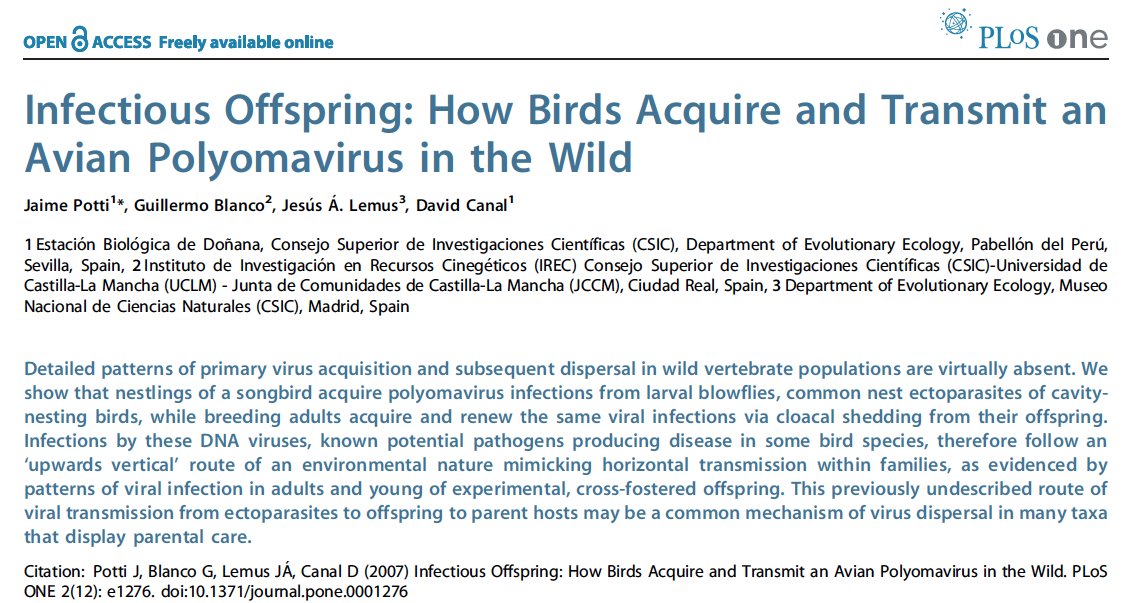 OPEN ACCESS Freely available online
PLoS one
Infectious Offspring: How Birds Acquire and Transmit an
Avian Polyomavirus in the Wild
Jaime Potti1*, Guillermo Blanco2, Jesús Á. Lemus3, David Canal1
1 Estación Biológica de Doñana, Consejo Superior de Investigaciones Científicas (CSIC), Department of Evolutionary Ecology, Pabellón del Perú,
Sevilla, Spain, 2 Instituto de Investigación en Recursos Cinegéticos (IREC) Consejo Superior de Investigaciones Científicas (CSIC)-Universidad de
Castilla-La Mancha (UCLM) - Junta de Comunidades de Castilla-La Mancha (JCCM), Ciudad Real, Spain, 3 Department of Evolutionary Ecology, Museo
Nacional de Ciencias Naturales (CSIC), Madrid, Spain
Detailed patterns of primary virus acquisition and subsequent dispersal in wild vertebrate populations are virtually absent. We
show that nestlings of a songbird acquire polyomavirus infections from larval blowflies, common nest ectoparasites of cavity-
nesting birds, while breeding adults acquire and renew the same viral infections via cloacal shedding from their offspring.
Infections by these DNA viruses, known potential pathogens producing disease in some bird species, therefore follow an
‘upwards vertical’ route of an environmental nature mimicking horizontal transmission within families, as evidenced by
patterns of viral infection in adults and young of experimental, cross-fostered offspring. This previously undescribed route of
viral transmission from ectoparasites to offspring to parent hosts may be a common mechanism of virus dispersal in many taxa
that display parental care.
Citation: Potti J, Blanco G, Lemus JÁ, Canal D (2007) Infectious Offspring: How Birds Acquire and Transmit an Avian Polyomavirus in the Wild. PLoS
ONE 2(12): e1276. doi:10.1371/journal.pone.0001276